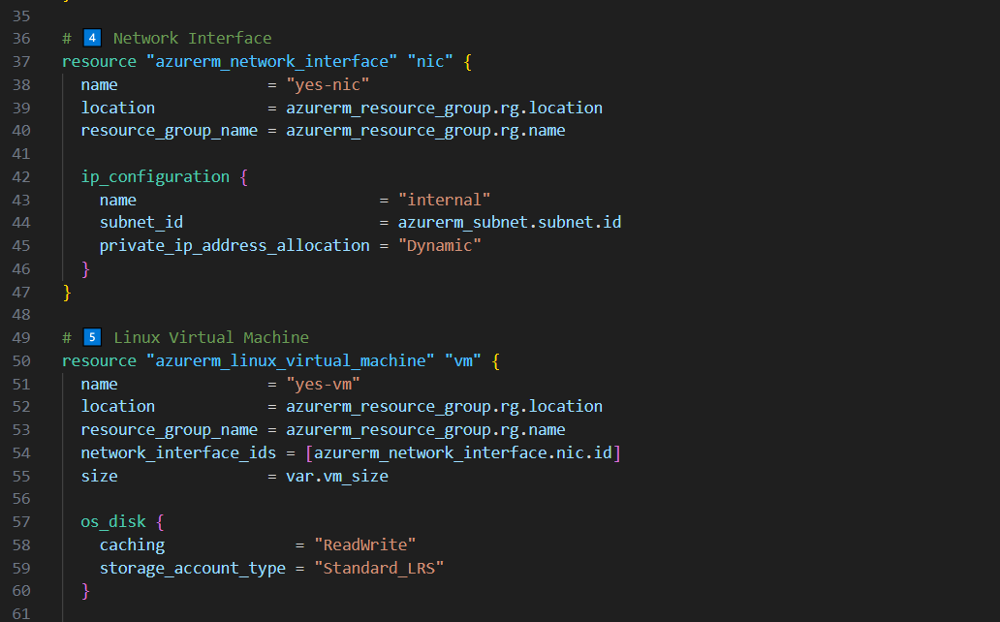 35
36 # 4️⃣ Network Interface
37 resource "azurerm_network_interface" "nic" {
38   name                = "yes-nic"
39   location            = azurerm_resource_group.rg.location
40   resource_group_name = azurerm_resource_group.rg.name
41
42   ip_configuration {
43     name                          = "internal"
44     subnet_id                     = azurerm_subnet.subnet.id
45     private_ip_address_allocation = "Dynamic"
46   }
47 }
48
49 # 5️⃣ Linux Virtual Machine
50 resource "azurerm_linux_virtual_machine" "vm" {
51   name                = "yes-vm"
52   location            = azurerm_resource_group.rg.location
53   resource_group_name = azurerm_resource_group.rg.name
54   network_interface_ids = [azurerm_network_interface.nic.id]
55   size                = var.vm_size
56
57   os_disk {
58     caching              = "ReadWrite"
59     storage_account_type = "Standard_LRS"
60   }
61